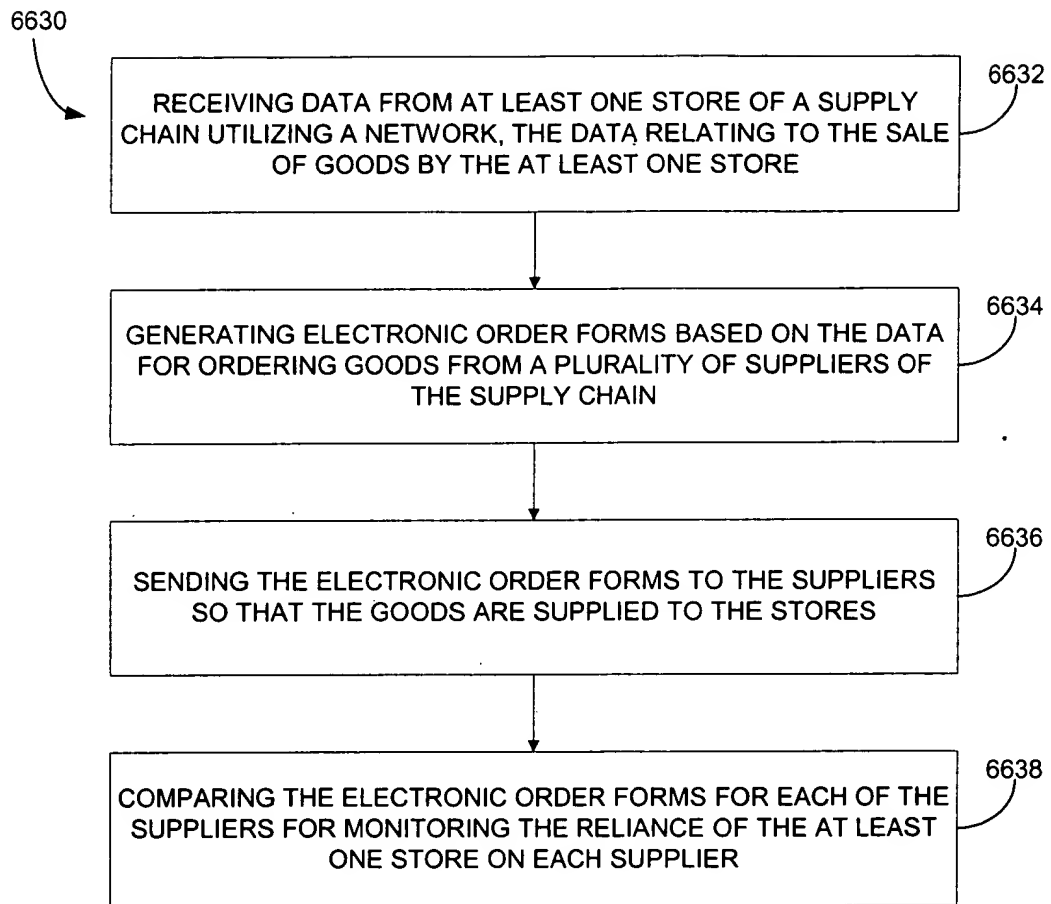 6630
6632
RECEIVING DATA FROM AT LEAST ONE STORE OF A SUPPLY
CHAIN UTILIZING A NETWORK, THE DATA RELATING TO THE SALE
OF GOODS BY THE AT LEAST ONE STORE
6634
GENERATING ELECTRONIC ORDER FORMS BASED ON THE DATA
FOR ORDERING GOODS FROM A PLURALITY OF SUPPLIERS OF
THE SUPPLY CHAIN
6636
SENDING THE ELECTRONIC ORDER FORMS TO THE SUPPLIERS
SO THAT THE GOODS ARE SUPPLIED TO THE STORES
6638
COMPARING THE ELECTRONIC ORDER FORMS FOR EACH OF THE
SUPPLIERS FOR MONITORING THE RELIANCE OF THE AT LEAST
ONE STORE ON EACH SUPPLIER